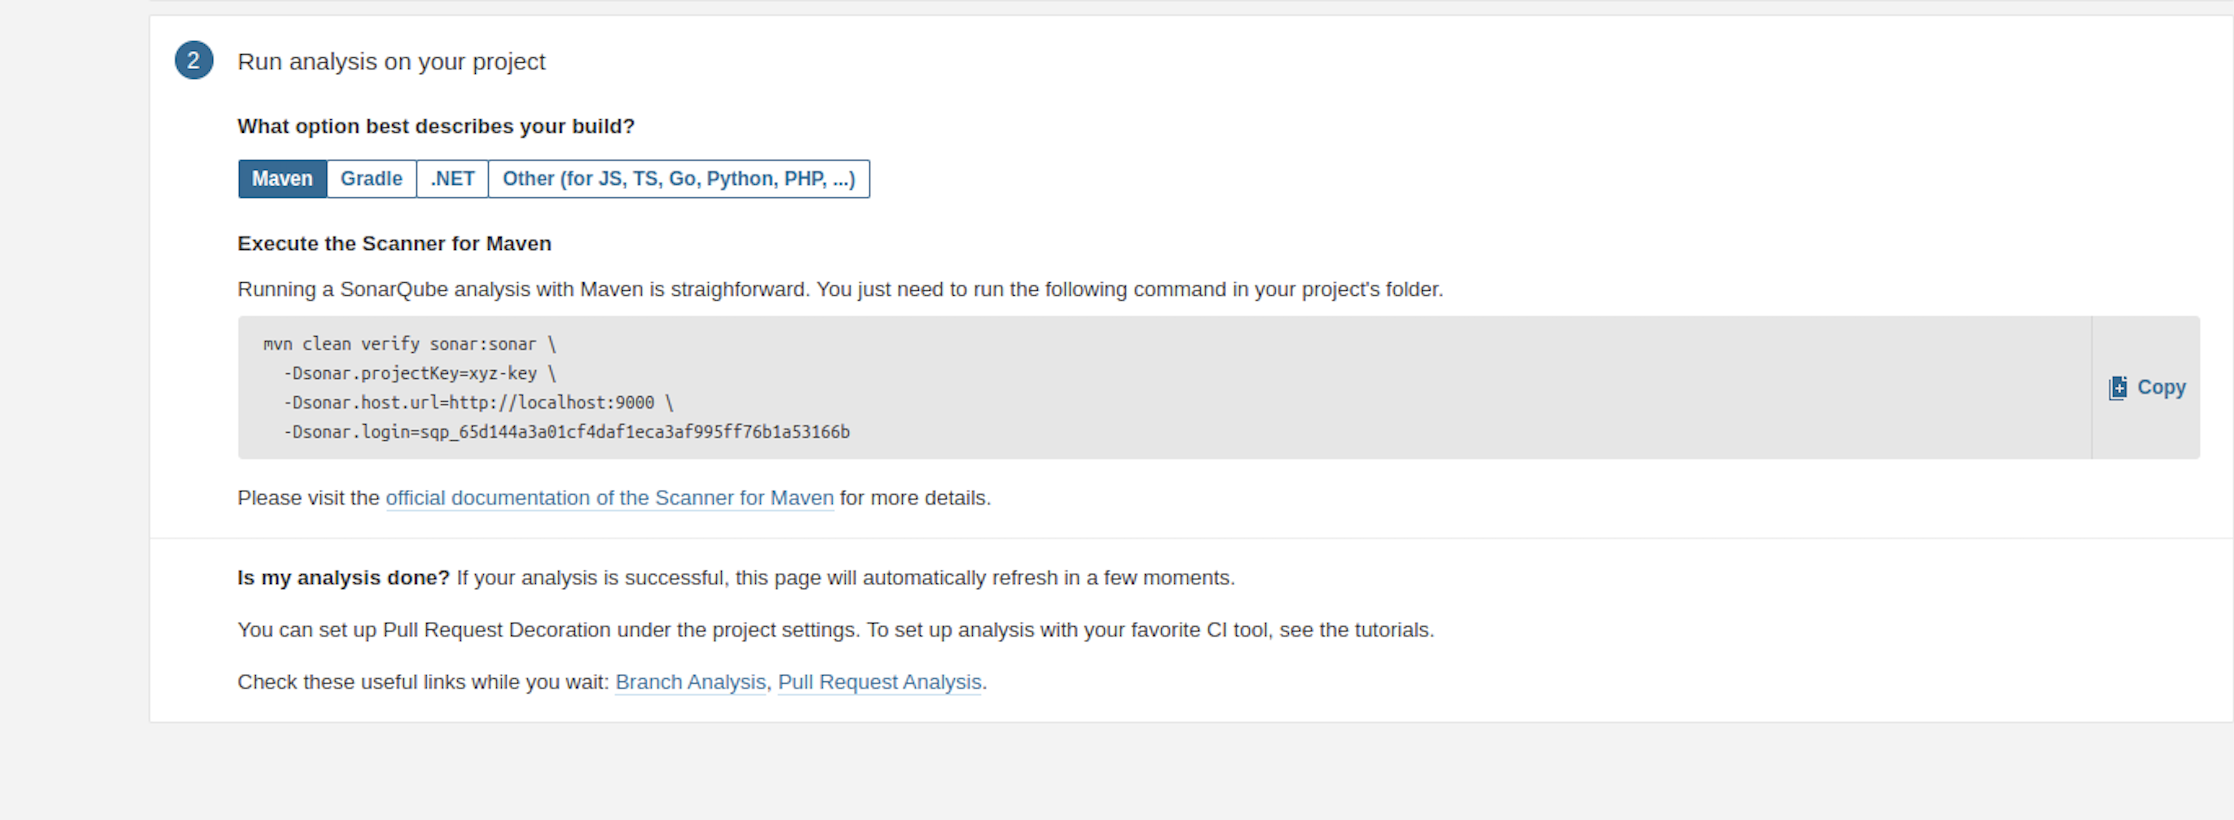 2 Run analysis on your project
What option best describes your build?
Maven Gradle .NET Other (for JS, TS, Go, Python, PHP, ...)
Execute the Scanner for Maven
Running a SonarQube analysis with Maven is straighforward. You just need to run the following command in your project's folder.
mvn clean verify sonar:sonar \
-Dsonar.projectKey=xyz-key \
-Dsonar.host.url=http://localhost:9000 \
-Dsonar.login=sqp_65d144a3a01cf4daf1eca3af995ff76b1a53166b
Copy
Please visit the official documentation of the Scanner for Maven for more details.
Is my analysis done? If your analysis is successful, this page will automatically refresh in a few moments.
You can set up Pull Request Decoration under the project settings. To set up analysis with your favorite CI tool, see the tutorials.
Check these useful links while you wait: Branch Analysis, Pull Request Analysis.